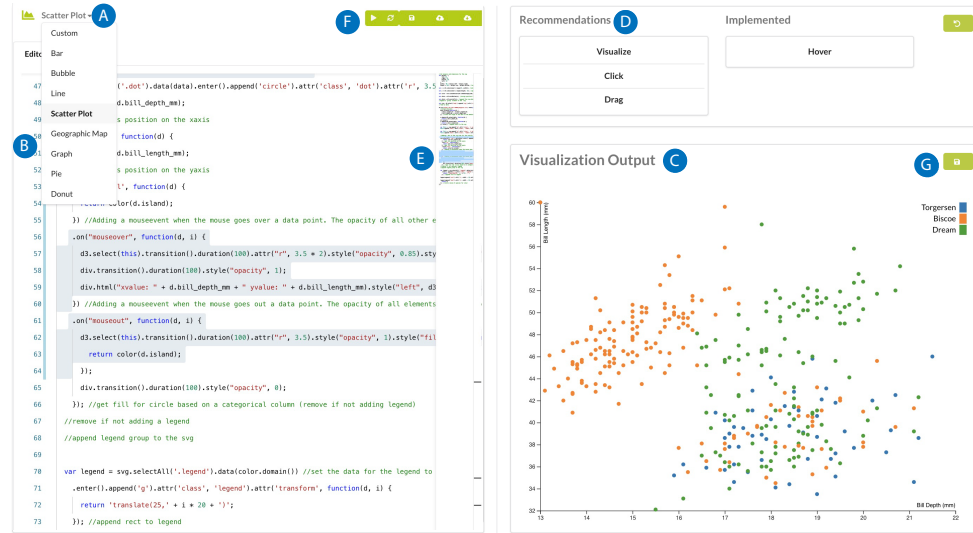 Scatter Plot
A
F
Custom
Bar
Bubble
Line
Scatter Plot
Geographic Map
Graph
Pie
Donut
B
E
47 ('.dot').data(data).enter().append('circle').attr('class', 'dot').attr('r', 3.5
48 d.bill_depth_mm);
49 s position on the xaxis
function(d) {
d.bill_length_mm);
52 s position on the yaxis
53 l', function(d) {
54 return color(d.island);
55 }) //Adding a mouseevent when the mouse goes over a data point. The opacity of all other e
56 .on("mouseover", function(d, i) {
57 d3.select(this).transition().duration(100).attr("r", 3.5 * 2).style("opacity", 0.85).sty
58 div.transition().duration(100).style("opacity", 1);
59 div.html("xvalue: " + d.bill_depth_mm + " yvalue: " + d.bill_length_mm).style("left", d3
60 }) //Adding a mouseevent when the mouse goes out a data point. The opacity of all elements
61 .on("mouseout", function(d, i) {
62 d3.select(this).transition().duration(100).attr("r", 3.5).style("opacity", 1).style("fil
63 return color(d.island);
64 });
65 div.transition().duration(100).style("opacity", 0);
66 }); //get fill for circle based on a categorical column (remove if not adding legend)
67 //remove if not adding a legend
68 //append legend group to the svg
69
70 var legend = svg.selectAll('.legend').data(color.domain()) //set the data for the legend to
71 .enter().append('g').attr('class', 'legend').attr('transform', function(d, i) {
72 return 'translate(25,' + i * 20 + ')';
73 }); //append rect to legend
Recommendations D
Visualize
Click
Drag
Implemented
Hover
Visualization Output C
G
Torgersen
Biscoe
Dream
Bill Length (mm)
60
58
56
54
52
50
48
46
44
42
40
38
36
34
32
13 14 15 16 17 18 19 20 21 22
Bill Depth (mm)